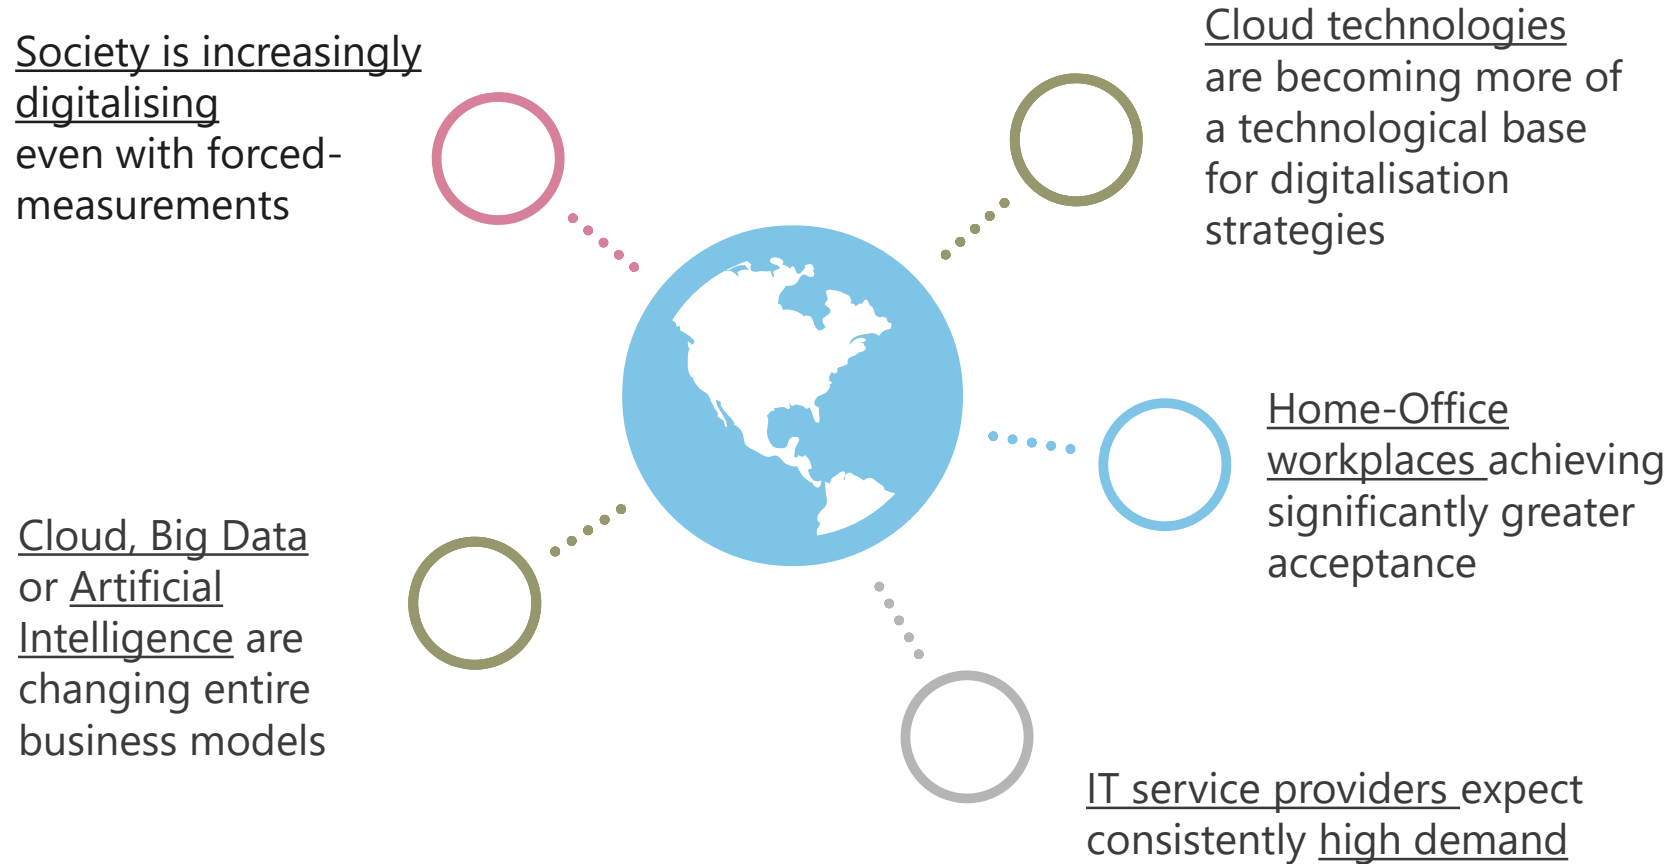 Society is increasingly
digitalising
even with forced-
measurements
Cloud technologies
are becoming more of
a technological base
for digitalisation
strategies
Home-Office
workplaces achieving
significantly greater
acceptance
Cloud, Big Data
or Artificial
Intelligence are
changing entire
business models
IT service providers expect
consistently high demand